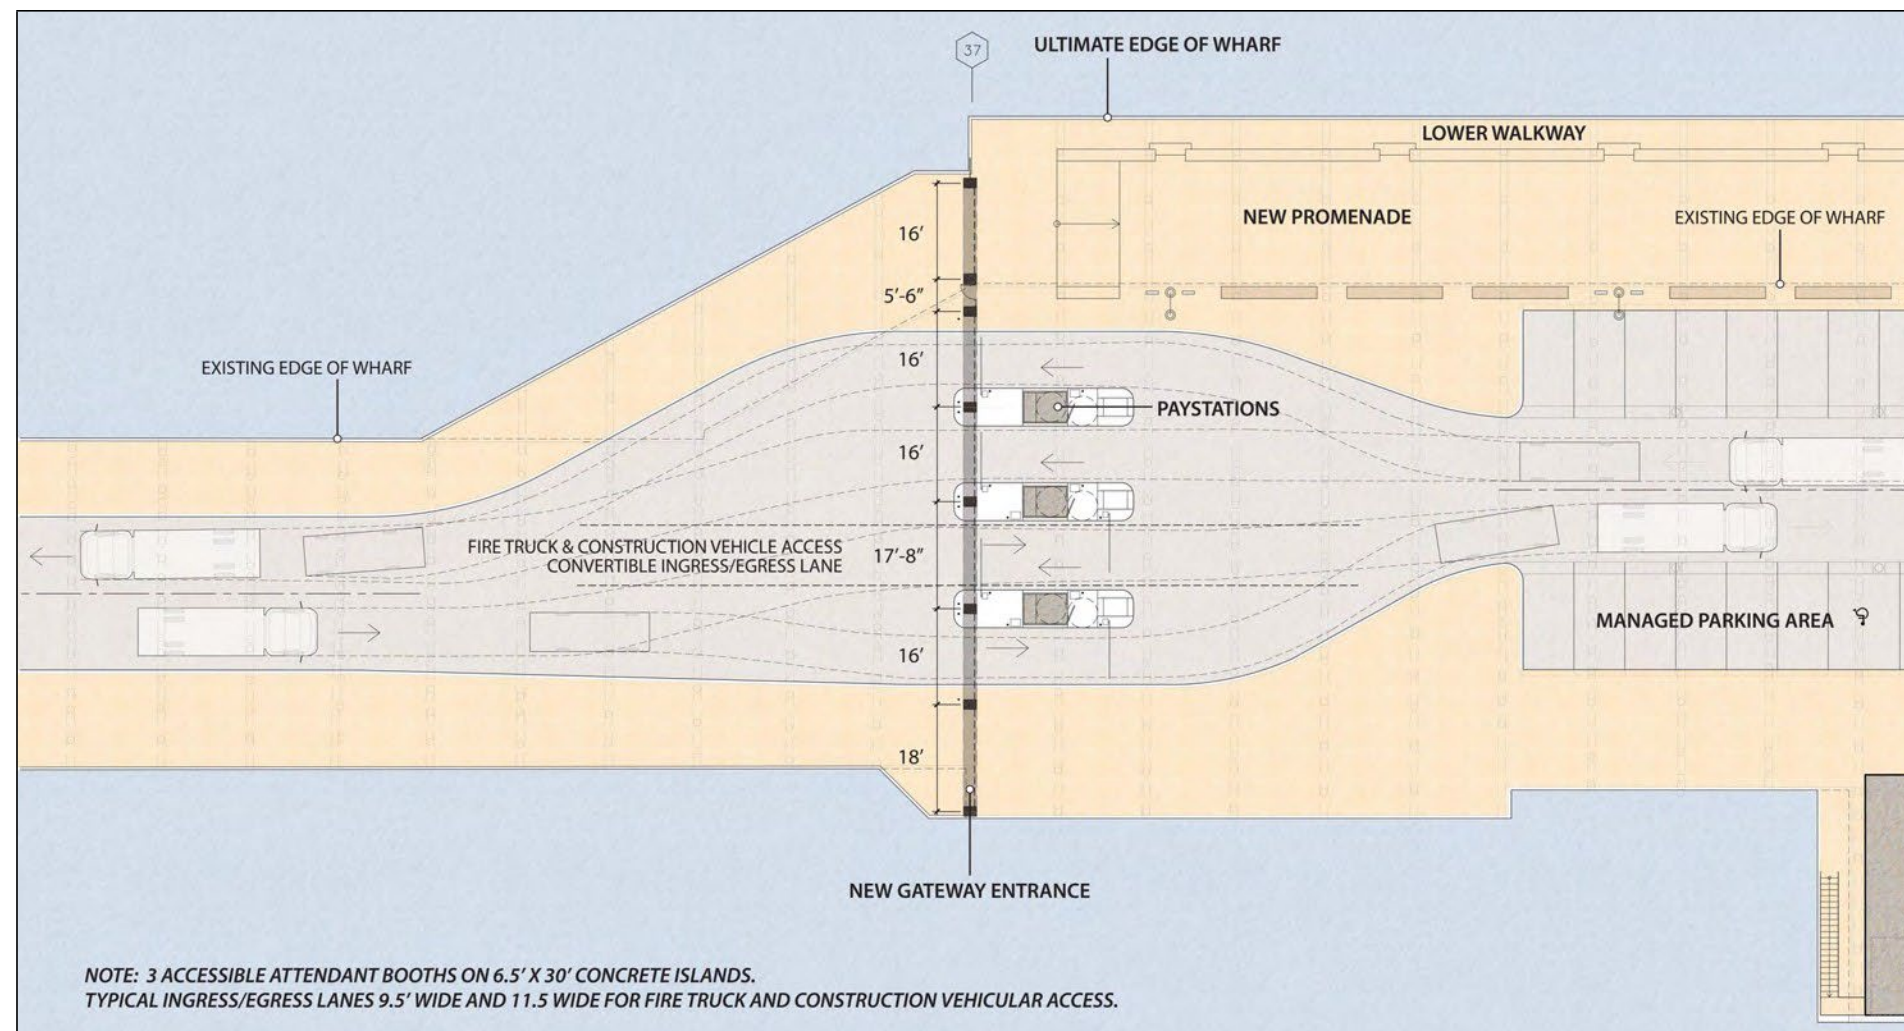 37
ULTIMATE EDGE OF WHARF
LOWER WALKWAY
16’
NEW PROMENADE
EXISTING EDGE OF WHARF
5’-6”
16’
EXISTING EDGE OF WHARF
PAYSTATIONS
16’
FIRE TRUCK & CONSTRUCTION VEHICLE ACCESS
CONVERTIBLE INGRESS/EGRESS LANE
17’-8”
MANAGED PARKING AREA
16’
18’
NEW GATEWAY ENTRANCE
NOTE: 3 ACCESSIBLE ATTENDANT BOOTHS ON 6.5’ X 30’ CONCRETE ISLANDS.
TYPICAL INGRESS/EGRESS LANES 9.5’ WIDE AND 11.5 WIDE FOR FIRE TRUCK AND CONSTRUCTION VEHICULAR ACCESS.